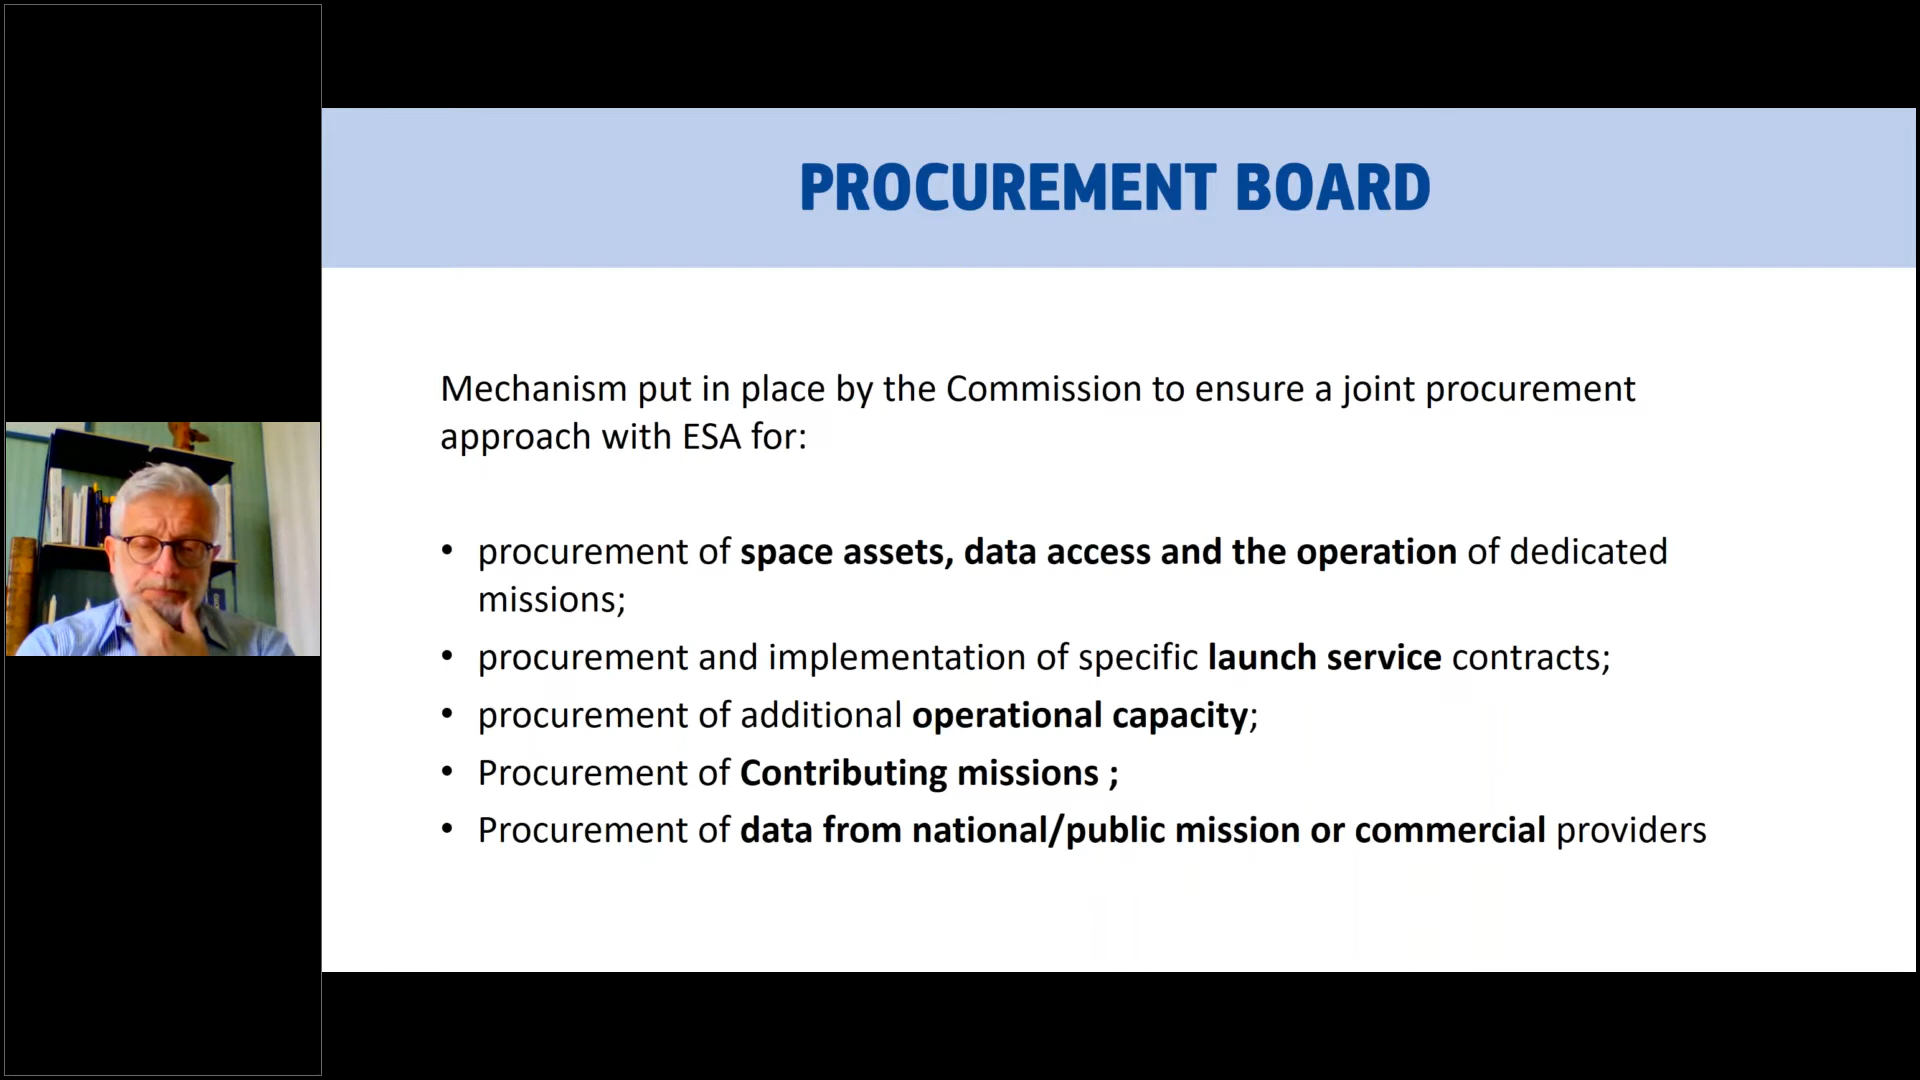 PROCUREMENT BOARD
Mechanism put in place by the Commission to ensure a joint procurement
approach with ESA for:
• procurement of space assets, data access and the operation of dedicated
missions;
• procurement and implementation of specific launch service contracts;
• procurement of additional operational capacity;
• Procurement of Contributing missions ;
• Procurement of data from national/public mission or commercial providers